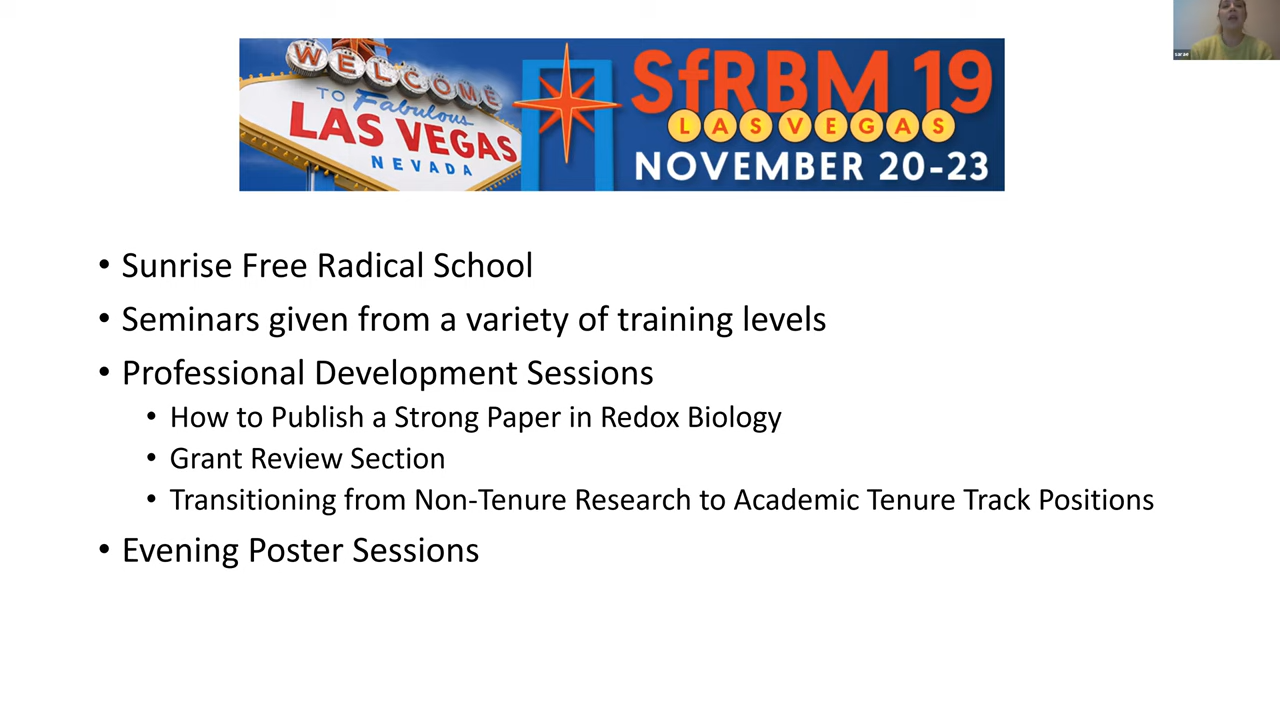 WELCOME
TO Fabulous
LAS VEGAS
NEVADA
SfRBM 19
LAS VEGAS
NOVEMBER 20-23
• Sunrise Free Radical School
• Seminars given from a variety of training levels
• Professional Development Sessions
• How to Publish a Strong Paper in Redox Biology
• Grant Review Section
• Transitioning from Non-Tenure Research to Academic Tenure Track Positions
• Evening Poster Sessions